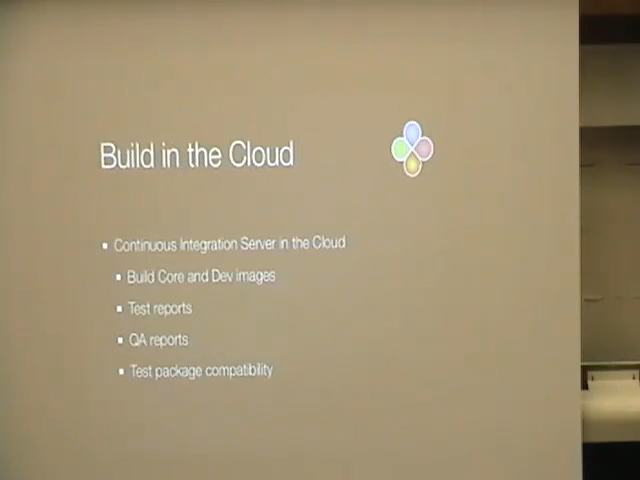 Build in the Cloud
Continuous Integration Server in the Cloud
Build Core and Dev images
Test reports
QA reports
Test package compatibility